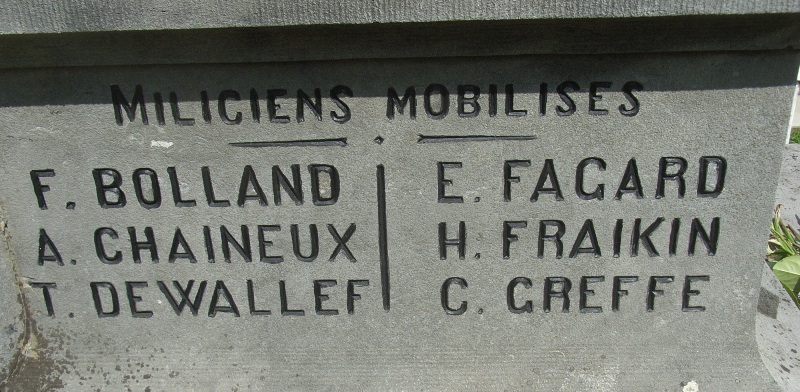 MILICIENS MOBILISES
F. BOLLAND
A. CHAINEUX
T. DEWALLEF
E. FAGARD
H. FRAIKIN
C. GREFFE